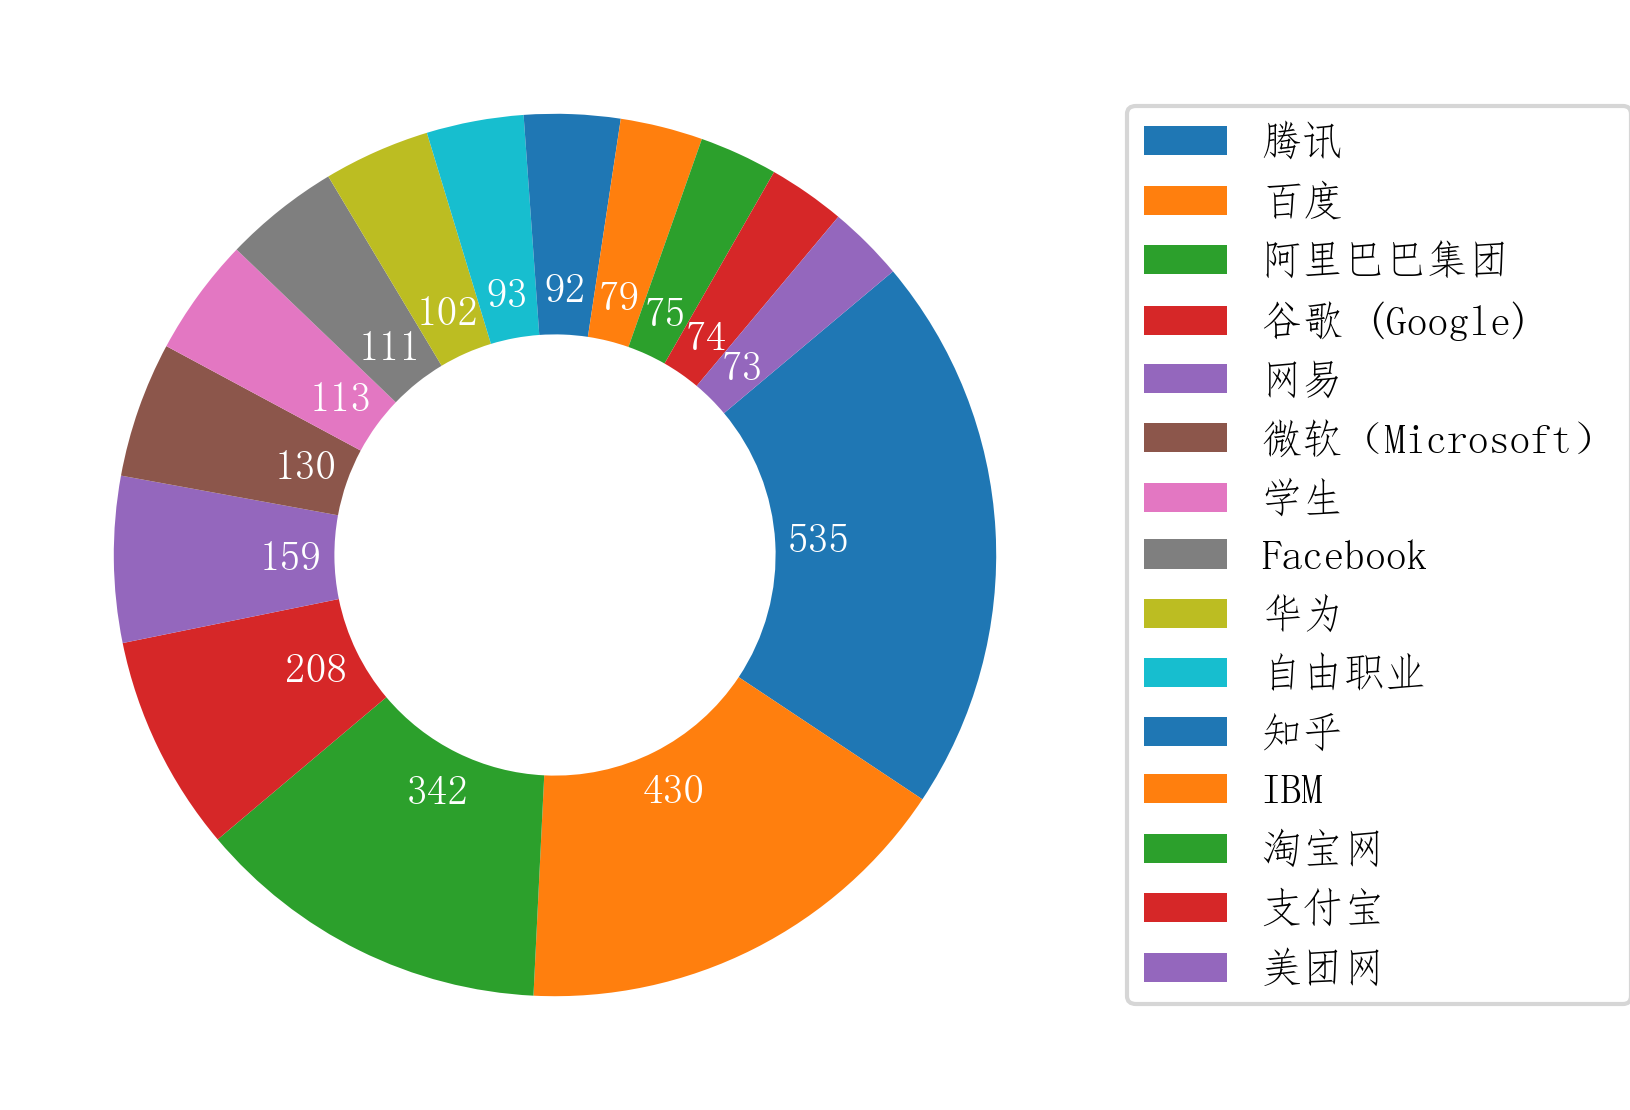 93
92
79
102
75
74
111
73
113
130
535
159
208
342
430
腾讯
百度
阿里巴巴集团
谷歌 (Google)
网易
微软（Microsoft）
学生
Facebook
华为
自由职业
知乎
IBM
淘宝网
支付宝
美团网